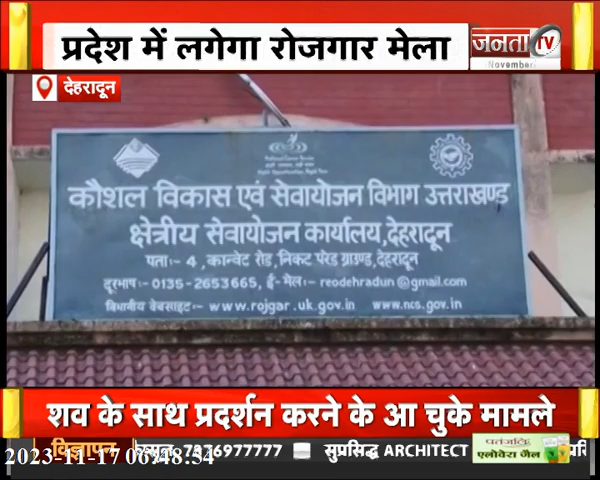 प्रदेश में लगेगा रोजगार मेला
जनता TV
November
देहरादून
कौशल विकास एवं सेवायोजन विभाग उत्तराखण्ड
क्षेत्रीय सेवायोजन कार्यालय, देहरादून
पता:- 4, कान्वेट रोड, निकट परेड ग्राउण्ड, देहरादून
दूरभाष:- 0135-2653665, ई-मेल:- reodehradun@gmail.com
विभागीय वेबसाइट:- www.rojgar.uk.gov.in www.ncs.gov.in
शव के साथ प्रदर्शन करने के आ चुके मामले
विज्ञापन 7376977777 सुप्रसिद्ध ARCHITECT
पतंजलि
एलोवेरा जैल
2023-11-17 06:48:54